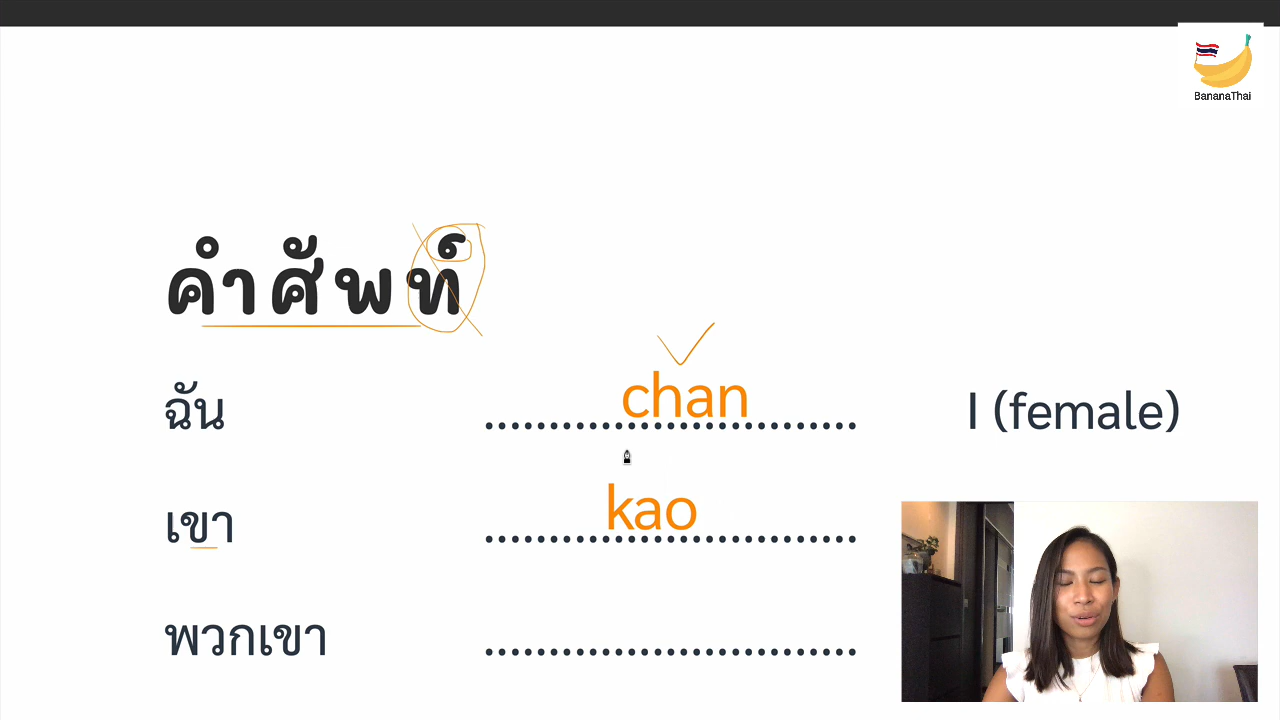 BananaThai
คำศัพท์
ฉัน chan I (female)
เขา kao
พวกเขา